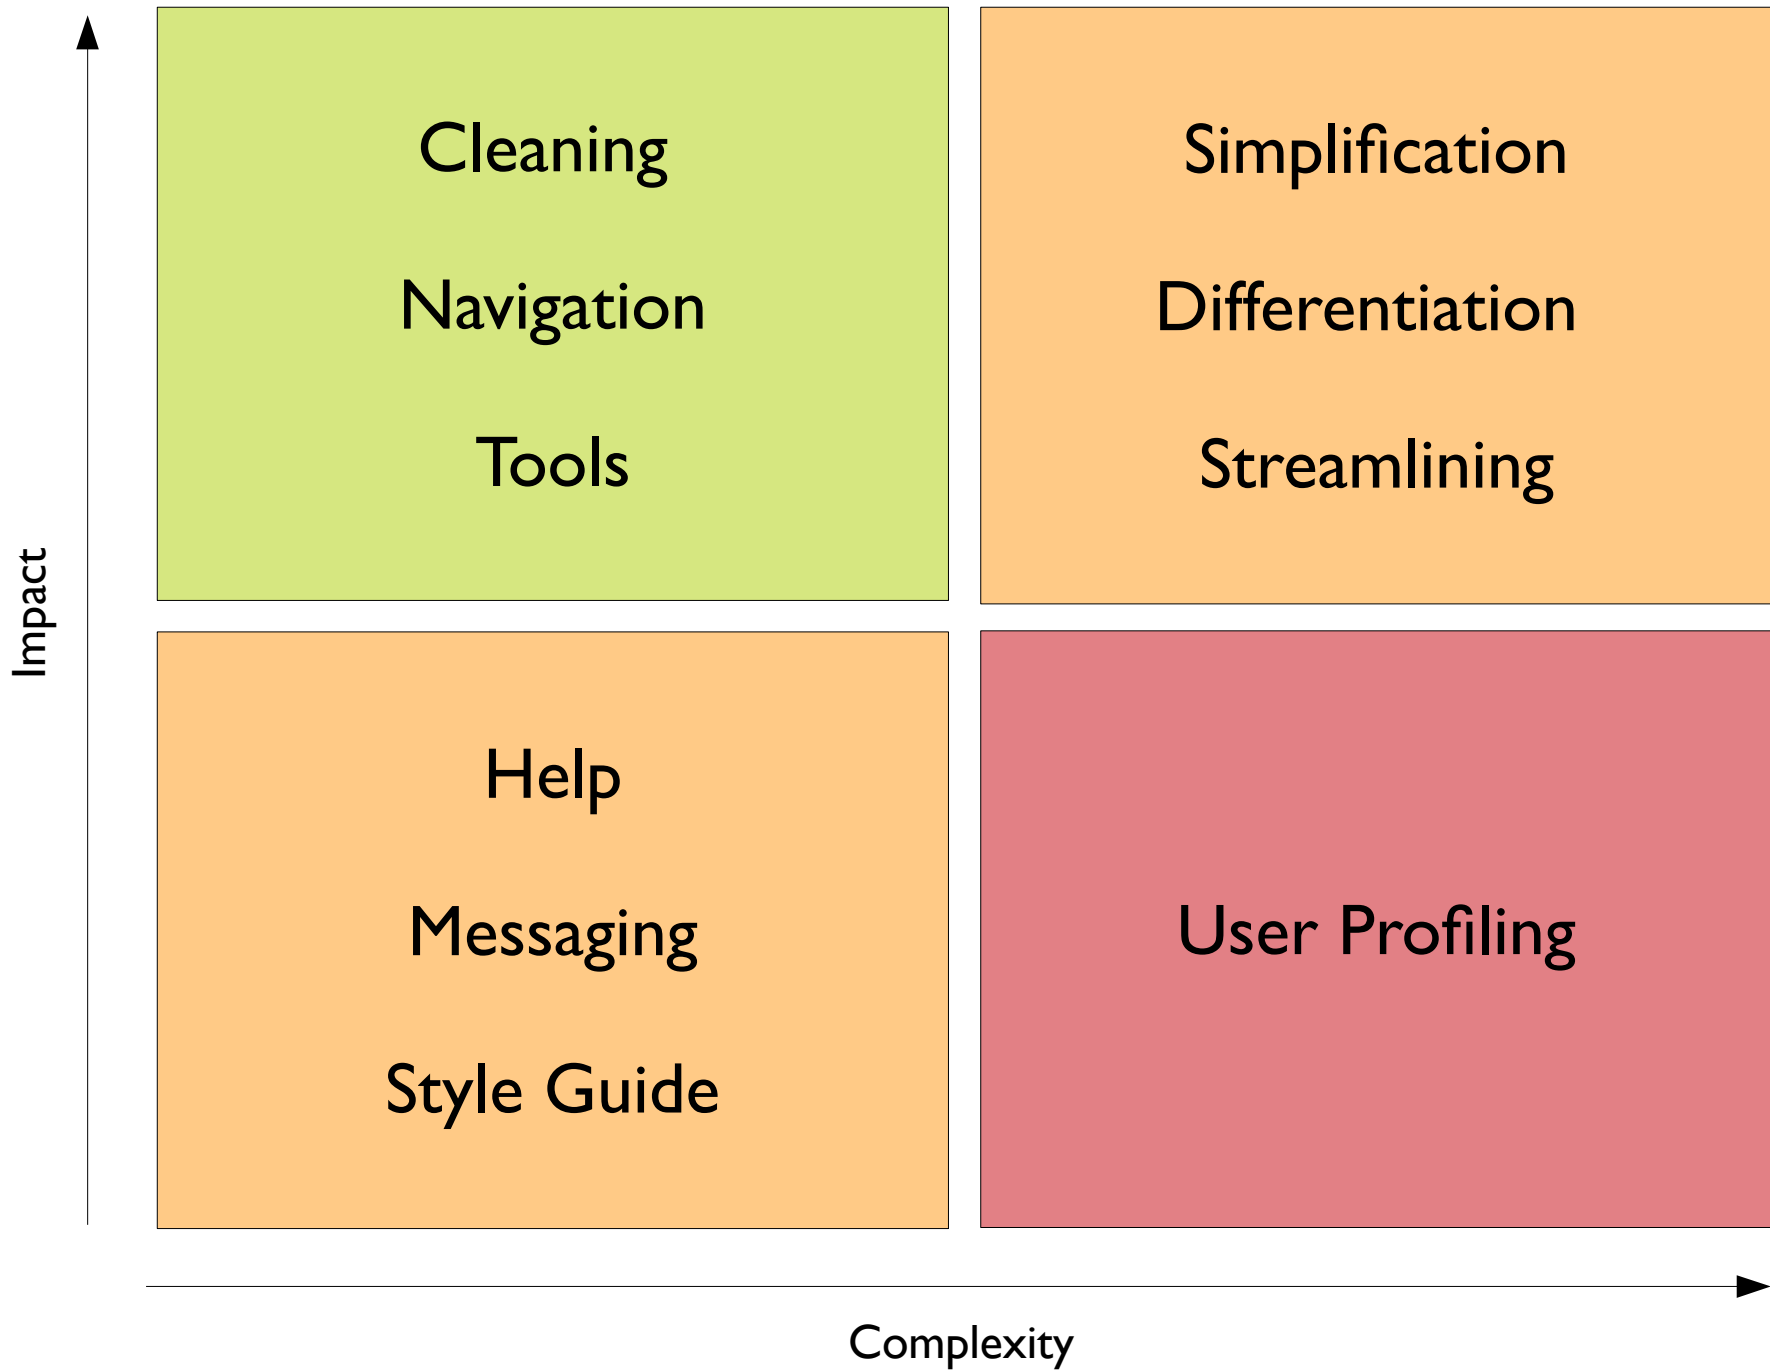 Impact
Cleaning
Navigation
Tools
Simplification
Differentiation
Streamlining
Help
Messaging
Style Guide
User Profiling
Complexity